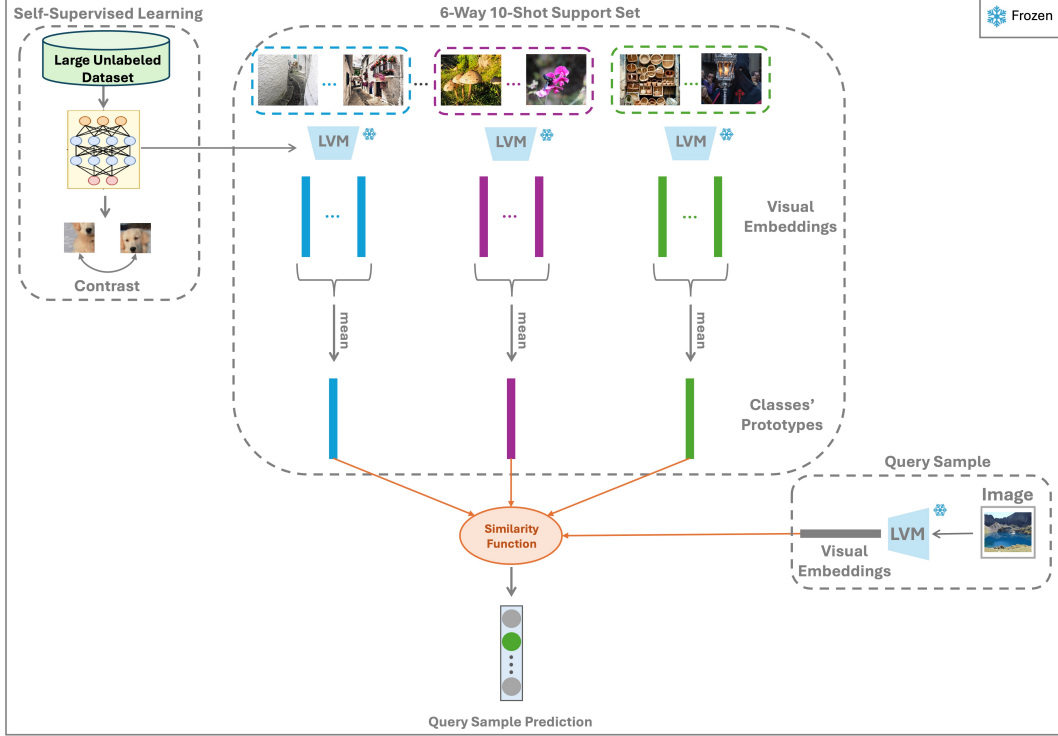 Self-Supervised Learning
6-Way 10-Shot Support Set
Frozen
Large Unlabeled
Dataset
...
...
...
...
LVM
LVM
LVM
...
...
...
Visual
Embeddings
Contrast
mean
mean
mean
Classes'
Prototypes
Query Sample
Image
Similarity
Function
LVM
Visual
Embeddings
Query Sample Prediction